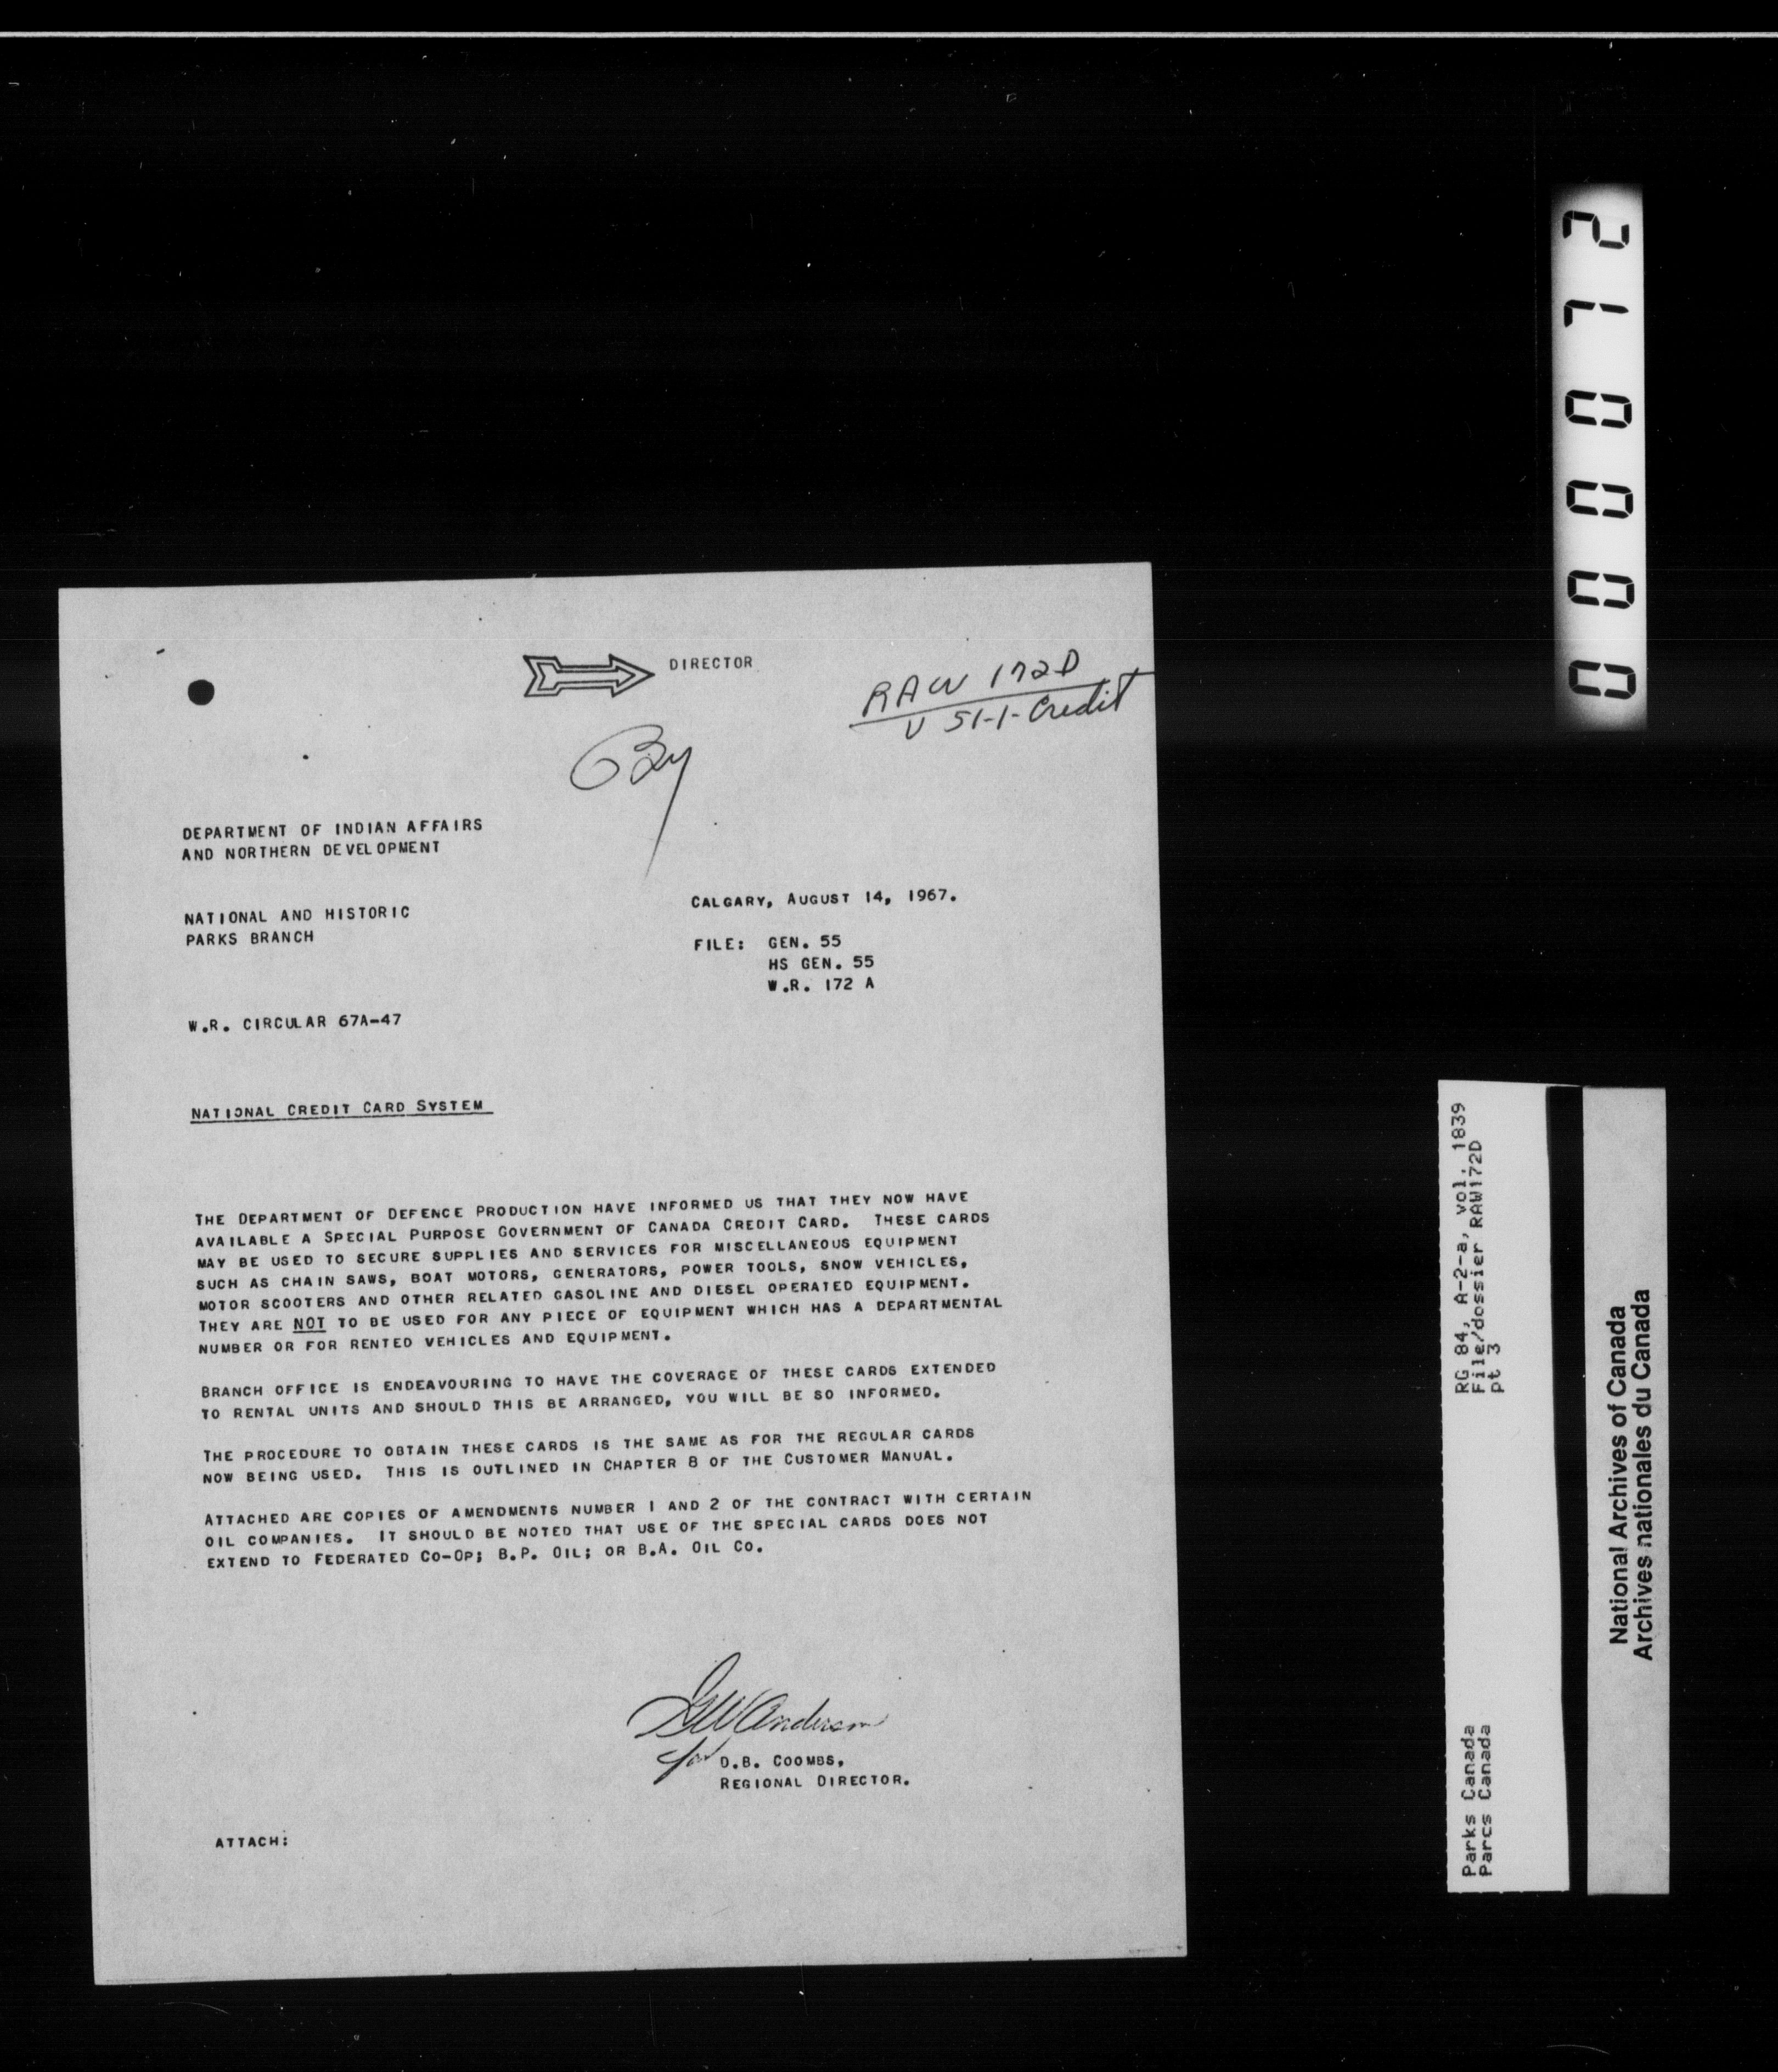 DIRECTOR
RAW 172D
U 51-1-Credit
DEPARTMENT OF INDIAN AFFAIRS
AND NORTHERN DEVELOPMENT
NATIONAL AND HISTORIC
PARKS BRANCH
CALGARY, AUGUST 14, 1967.
FILE: GEN. 55
HS GEN. 55
W.R. 172 A
W.R. CIRCULAR 67A-47
NATIONAL CREDIT CARD SYSTEM
THE DEPARTMENT OF DEFENCE PRODUCTION HAVE INFORMED US THAT THEY NOW HAVE
AVAILABLE A SPECIAL PURPOSE GOVERNMENT OF CANADA CREDIT CARD. THESE CARDS
MAY BE USED TO SECURE SUPPLIES AND SERVICES FOR MISCELLANEOUS EQUIPMENT
SUCH AS CHAIN SAWS, BOAT MOTORS, GENERATORS, POWER TOOLS, SNOW VEHICLES,
MOTOR SCOOTERS AND OTHER RELATED GASOLINE AND DIESEL OPERATED EQUIPMENT.
THEY ARE NOT TO BE USED FOR ANY PIECE OF EQUIPMENT WHICH HAS A DEPARTMENTAL
NUMBER OR FOR RENTED VEHICLES AND EQUIPMENT.
BRANCH OFFICE IS ENDEAVOURING TO HAVE THE COVERAGE OF THESE CARDS EXTENDED
TO RENTAL UNITS AND SHOULD THIS BE ARRANGED, YOU WILL BE SO INFORMED.
THE PROCEDURE TO OBTAIN THESE CARDS IS THE SAME AS FOR THE REGULAR CARDS
NOW BEING USED. THIS IS OUTLINED IN CHAPTER 8 OF THE CUSTOMER MANUAL.
ATTACHED ARE COPIES OF AMENDMENTS NUMBER 1 AND 2 OF THE CONTRACT WITH CERTAIN
OIL COMPANIES. IT SHOULD BE NOTED THAT USE OF THE SPECIAL CARDS DOES NOT
EXTEND TO FEDERATED CO-OP; B.P. OIL; OR B.A. OIL CO.
GW Anderson
for D.B. COOMBS,
REGIONAL DIRECTOR.
ATTACH:
000012
RG 84, A-2-a, vol. 1839
File/dossier RAW172D
pt 3
Parks Canada
Parcs Canada
National Archives of Canada
Archives nationales du Canada